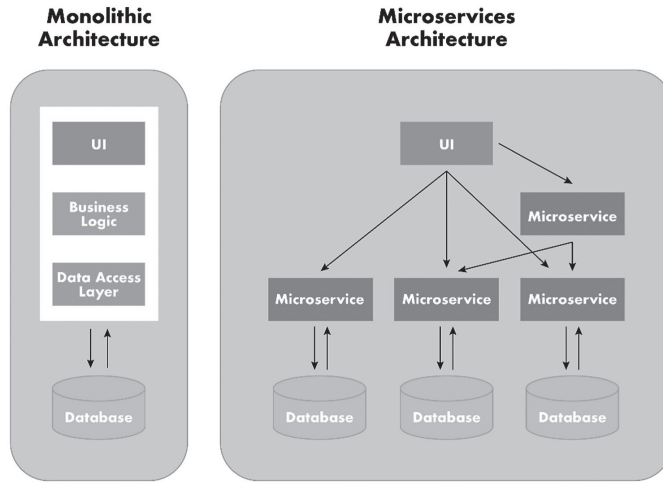 Monolithic
Architecture
UI
Business
Logic
Data Access
Layer
Database
Microservices
Architecture
UI
Microservice
Microservice
Microservice
Microservice
Database
Database
Database